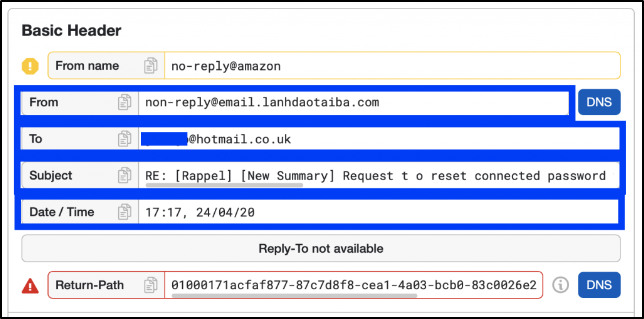 Basic Header
From name no-reply@amazon
From non-reply@email.lanhdaotaiba.com DNS
To @hotmail.co.uk
Subject RE: [Rappel] [New Summary] Request t o reset connected password
Date / Time 17:17, 24/04/20
Reply-To not available
Return-Path 01000171acfaf877-87c7d8f8-cea1-4a03-bcb0-83c0026e2 DNS